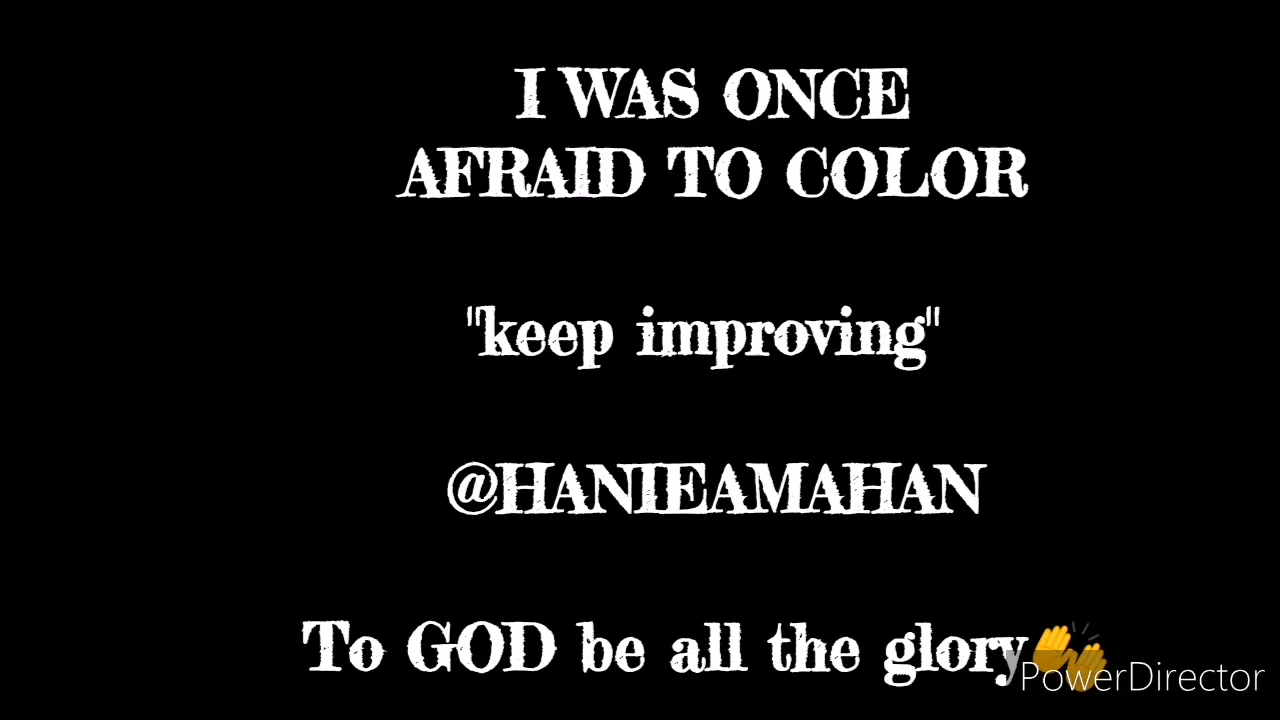 I WAS ONCE
AFRAID TO COLOR
"keep improving"
@HANIEAMAHAN
To GOD be all the glory👏
PowerDirector